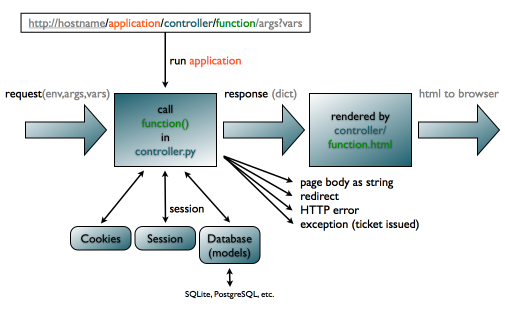 http://hostname/application/controller/function/args?vars
run application
request(env,args,vars)
call
function()
in
controller.py
response (dict)
rendered by
controller/
function.html
html to browser
page body as string
redirect
HTTP error
exception (ticket issued)
session
Cookies
Session
Database
(models)
SQLite, PostgreSQL, etc.